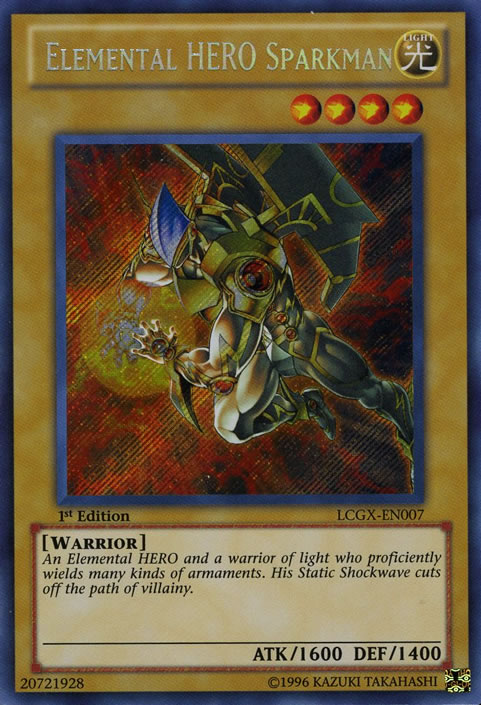 ELEMENTAL HERO SPARKMAN
LIGHT
光
1st Edition
LCGX-EN007
[WARRIOR]
An Elemental HERO and a warrior of light who proficiently
wields many kinds of armaments. His Static Shockwave cuts
off the path of villainy.
ATK/1600 DEF/1400
20721928
©1996 KAZUKI TAKAHASHI